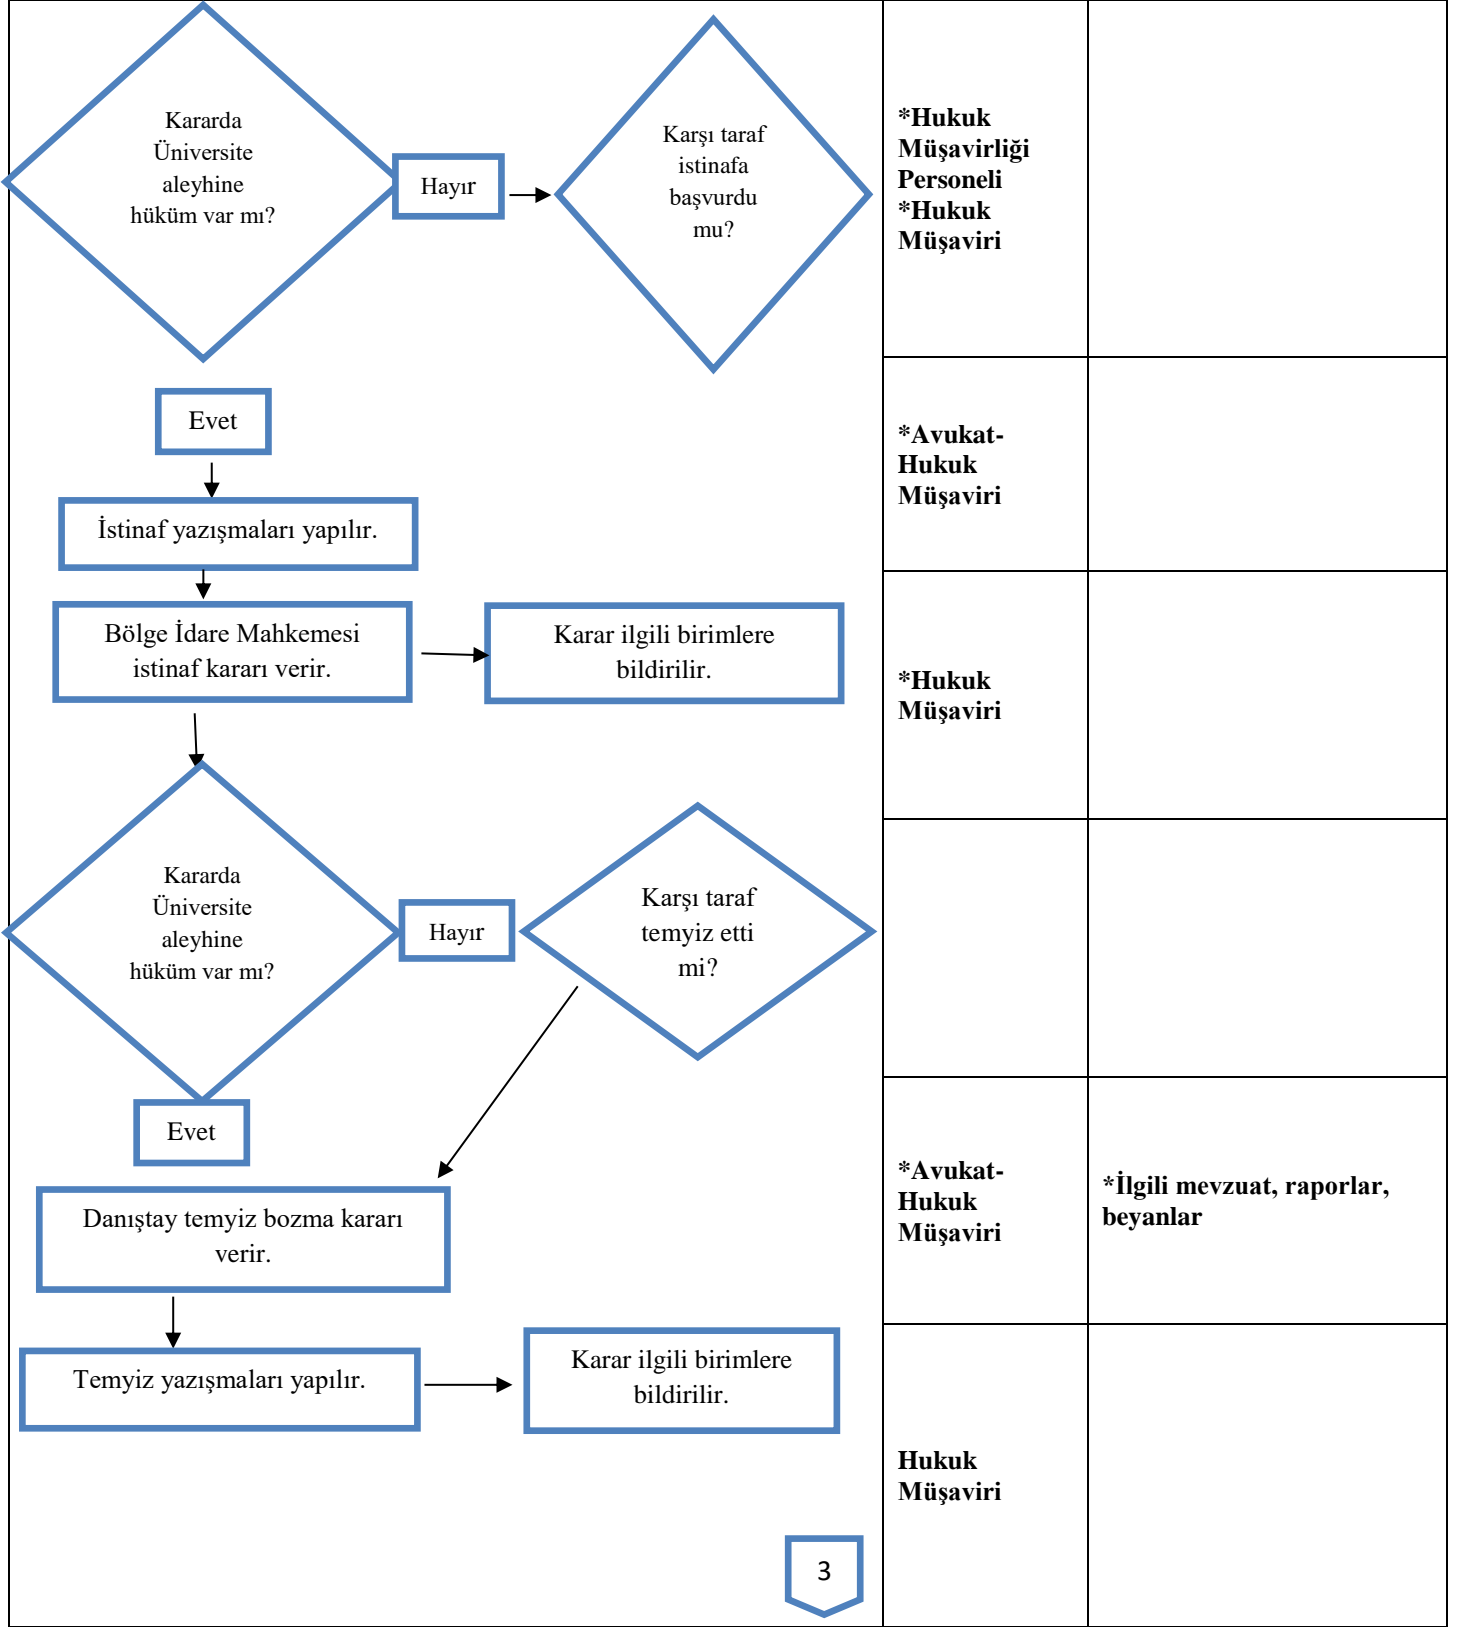 Kararda
Üniversite
aleyhine
hüküm var mı?
Hayır
Karşı taraf
istinafa
başvurdu
mu?
*Hukuk
Müşavirliği
Personeli
*Hukuk
Müşaviri
Evet
*Avukat-
Hukuk
Müşaviri
İstinaf yazışmaları yapılır.
Bölge İdare Mahkemesi
istinaf kararı verir.
Karar ilgili birimlere
bildirilir.
*Hukuk
Müşaviri
Kararda
Üniversite
aleyhine
hüküm var mı?
Hayır
Karşı taraf
temyiz etti
mi?
Evet
Danıştay temyiz bozma kararı
verir.
*Avukat-
Hukuk
Müşaviri
*İlgili mevzuat, raporlar,
beyanlar
Temyiz yazışmaları yapılır.
Karar ilgili birimlere
bildirilir.
Hukuk
Müşaviri
3